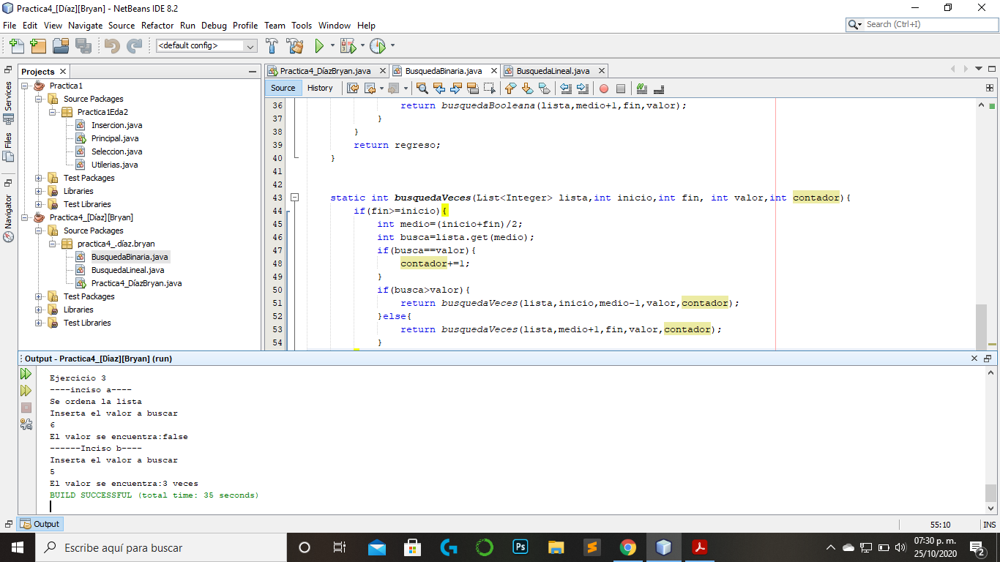 Practica4_[Díaz][Bryan] - NetBeans IDE 8.2
File Edit View Navigate Source Refactor Run Debug Profile Team Tools Window Help
Search (Ctrl+I)
<default config>
Services
Files
Navigator
Projects
Practica1
Source Packages
Practica1Eda2
Insercion.java
Principal.java
Seleccion.java
Utilerias.java
Test Packages
Libraries
Test Libraries
Practica4_[Díaz][Bryan]
Source Packages
practica4_.díaz.bryan
BusquedaBinaria.java
BusquedaLineal.java
Practica4_DíazBryan.java
Test Packages
Libraries
Test Libraries
Practica4_DíazBryan.java BusquedaBinaria.java BusquedaLineal.java
Source History
36 return busquedaBooleana(lista,medio+1,fin,valor);
37 }
38 }
39 return regreso;
40 }
41
42
43 static int busquedaVeces(List<Integer> lista,int inicio,int fin, int valor,int contador){
44 if(fin>=inicio){
45 int medio=(inicio+fin)/2;
46 int busca=lista.get(medio);
47 if(busca==valor){
48 contador+=1;
49 }
50 if(busca>valor){
51 return busquedaVeces(lista,inicio,medio-1,valor,contador);
52 }else{
53 return busquedaVeces(lista,medio+1,fin,valor,contador);
54 }
Output - Practica4_[Díaz][Bryan] (run)
Ejercicio 3
----inciso a----
Se ordena la lista
Inserta el valor a buscar
6
El valor se encuentra:false
------Inciso b----
Inserta el valor a buscar
5
El valor se encuentra:3 veces
BUILD SUCCESSFUL (total time: 35 seconds)
Output
55:10 INS
Escribe aquí para buscar
Ps
07:30 p. m.
25/10/2020
2